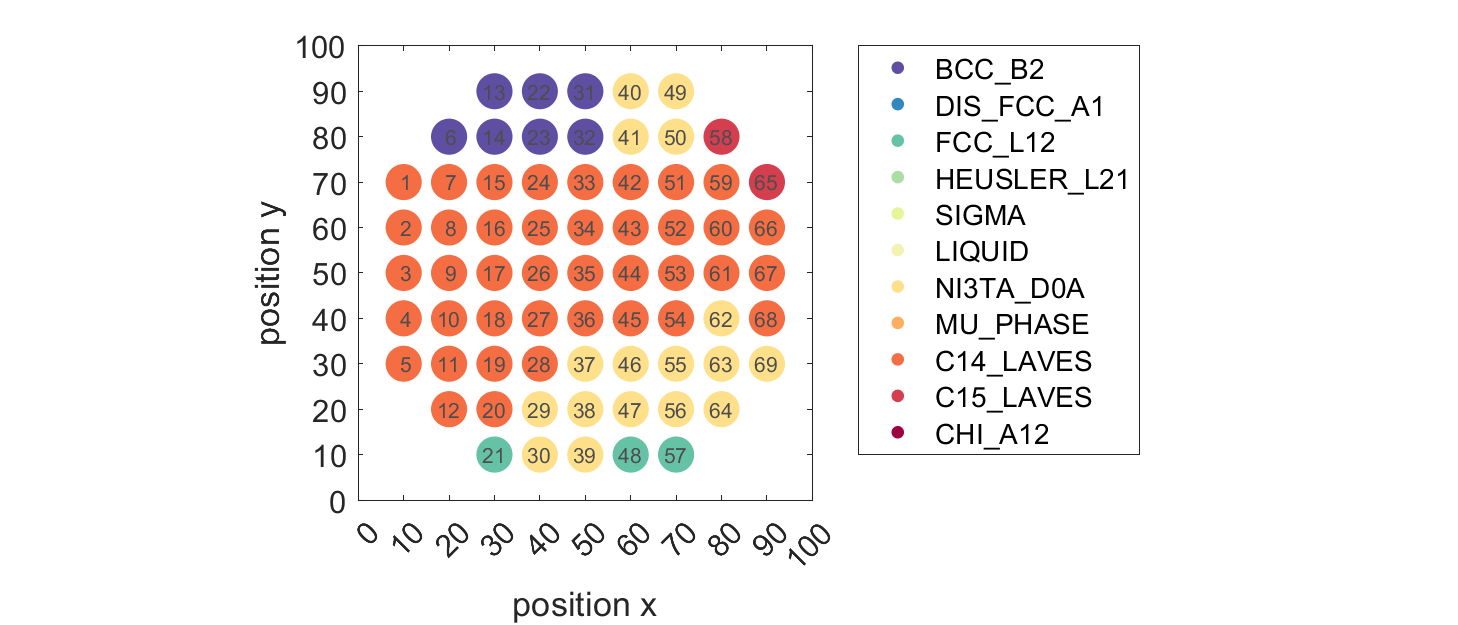 100
90
80
70
60
50
40
30
20
10
0
position y
13 22 31 40 49
6 14 23 32 41 50 58
1 7 15 24 33 42 51 59 65
2 8 16 25 34 43 52 60 66
3 9 17 26 35 44 53 61 67
4 10 18 27 36 45 54 62 68
5 11 19 28 37 46 55 63 69
12 20 29 38 47 56 64
21 30 39 48 57
0 10 20 30 40 50 60 70 80 90 100
position x
BCC_B2
DIS_FCC_A1
FCC_L12
HEUSLER_L21
SIGMA
LIQUID
NI3TA_D0A
MU_PHASE
C14_LAVES
C15_LAVES
CHI_A12